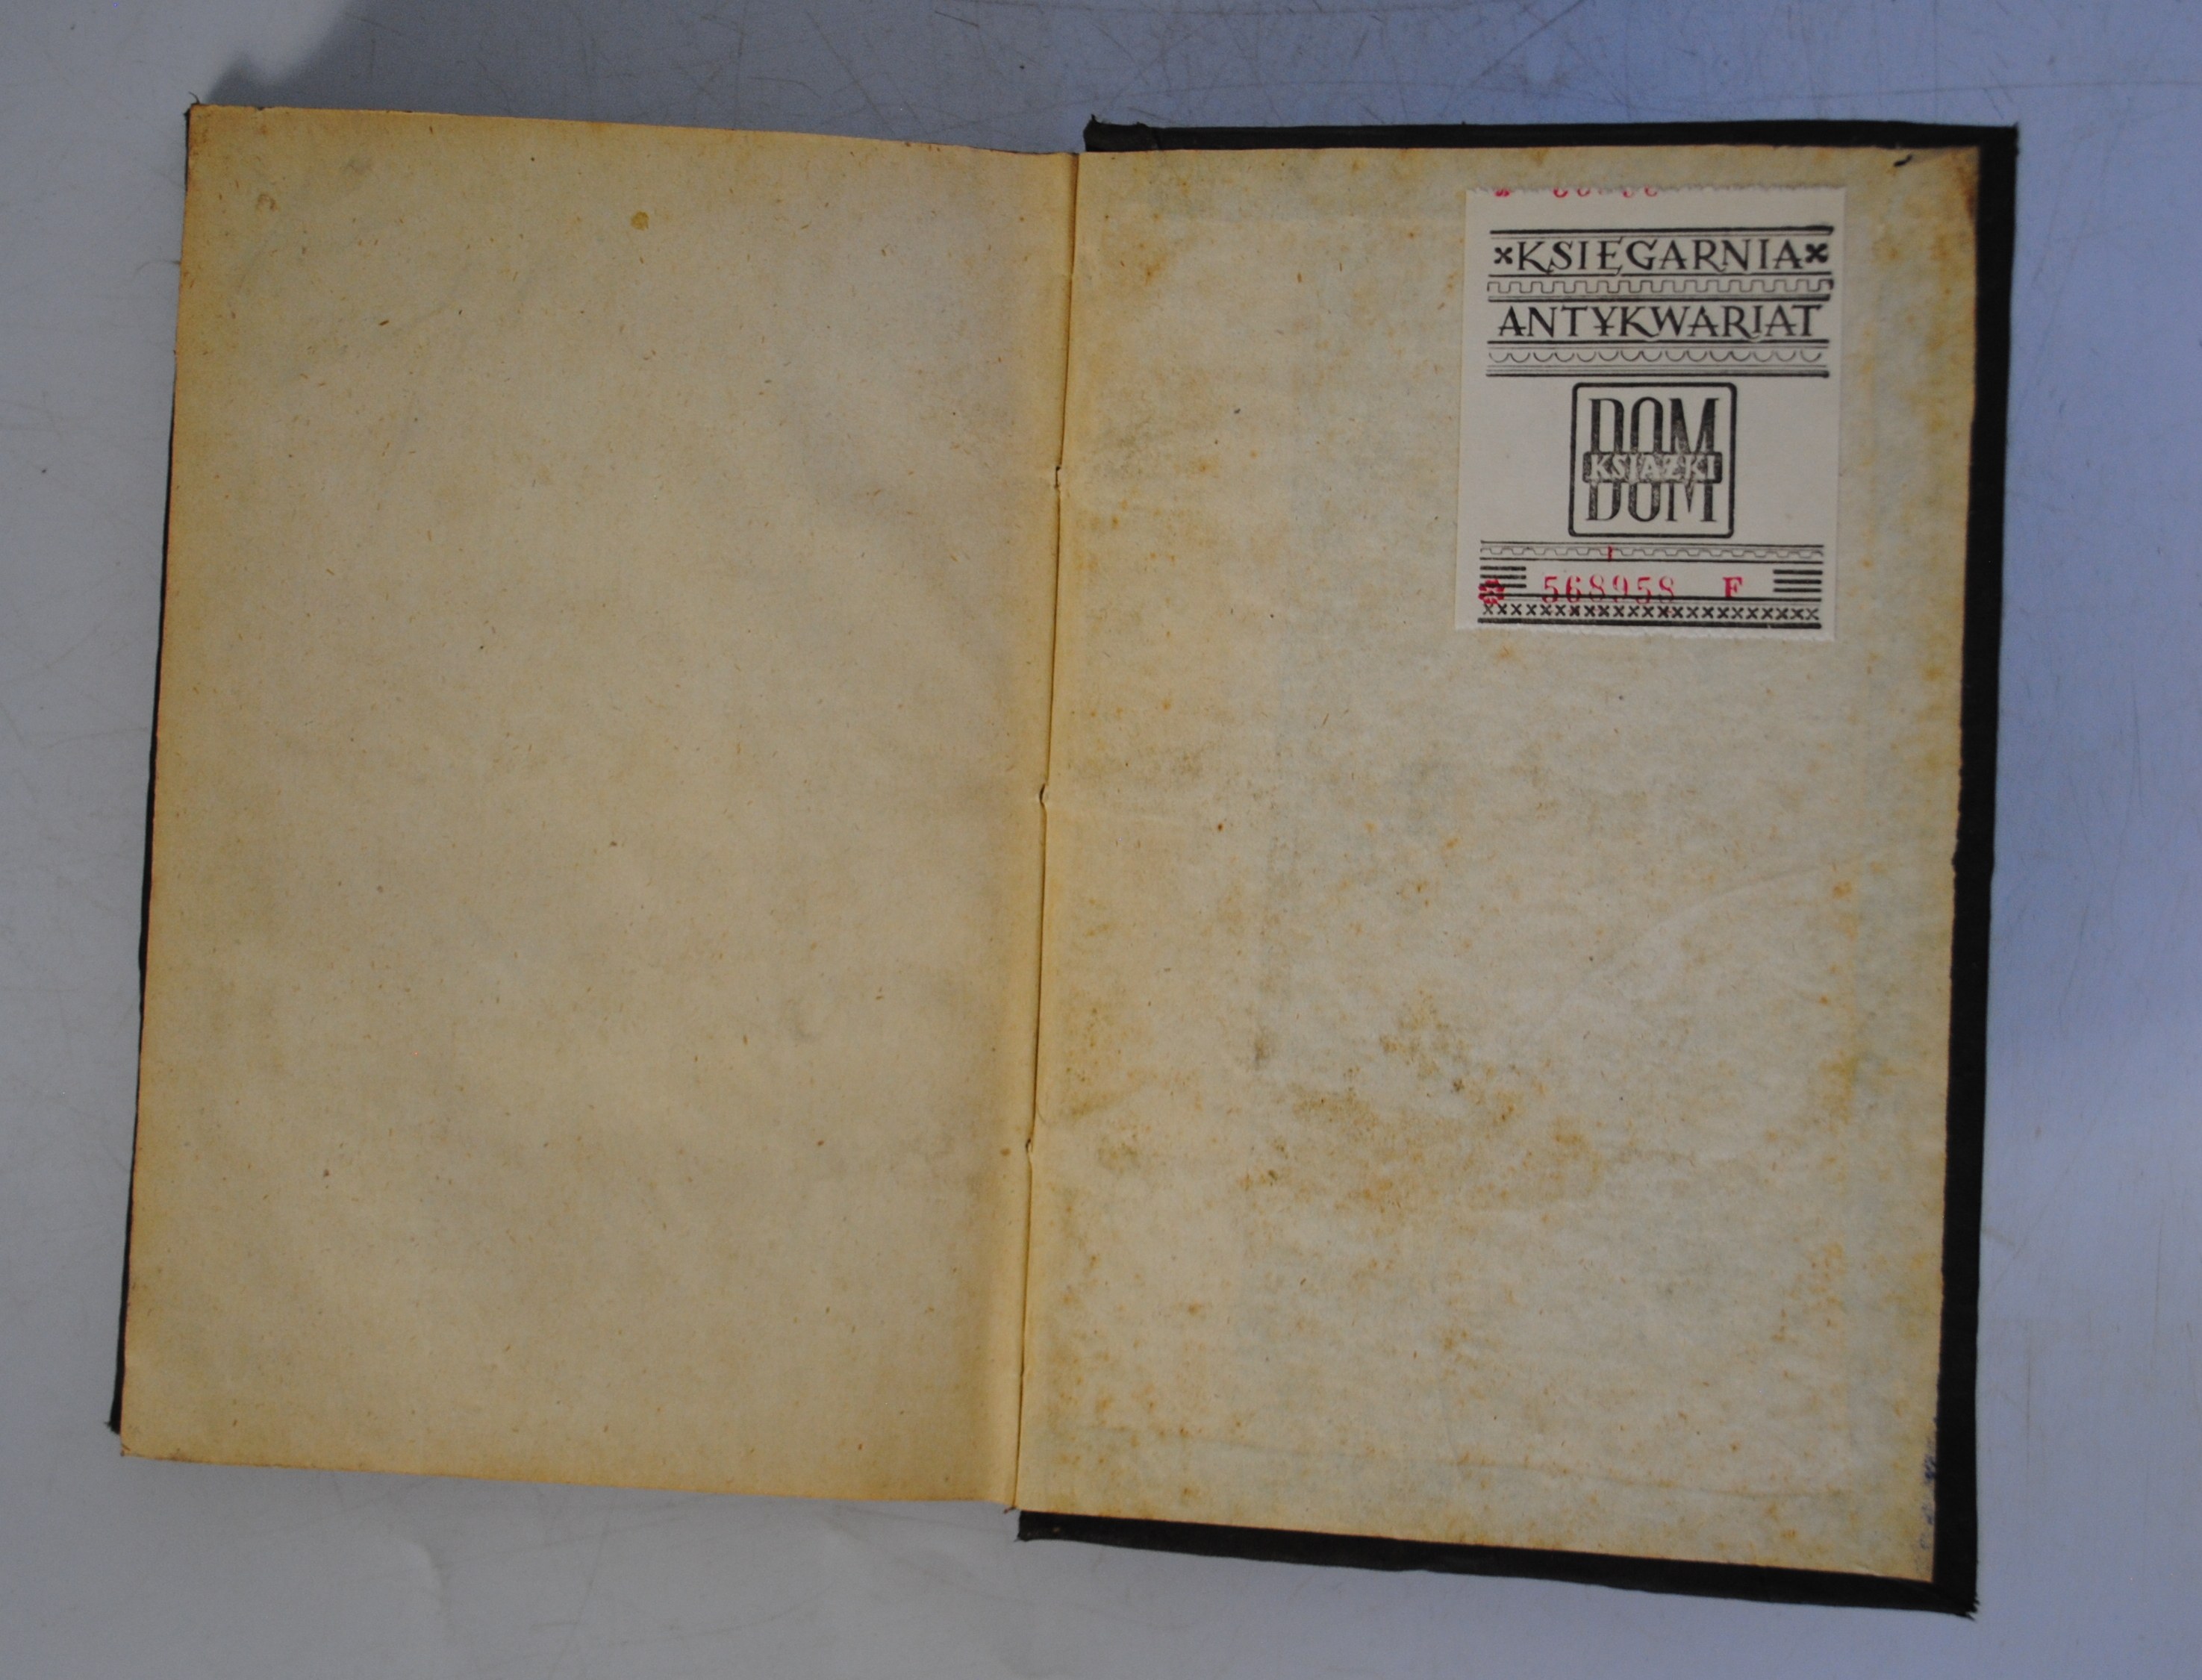 KSIĘGARNIA
ANTYKWARIAT
DOM
KSIĄŻKI
DOM
568958 F